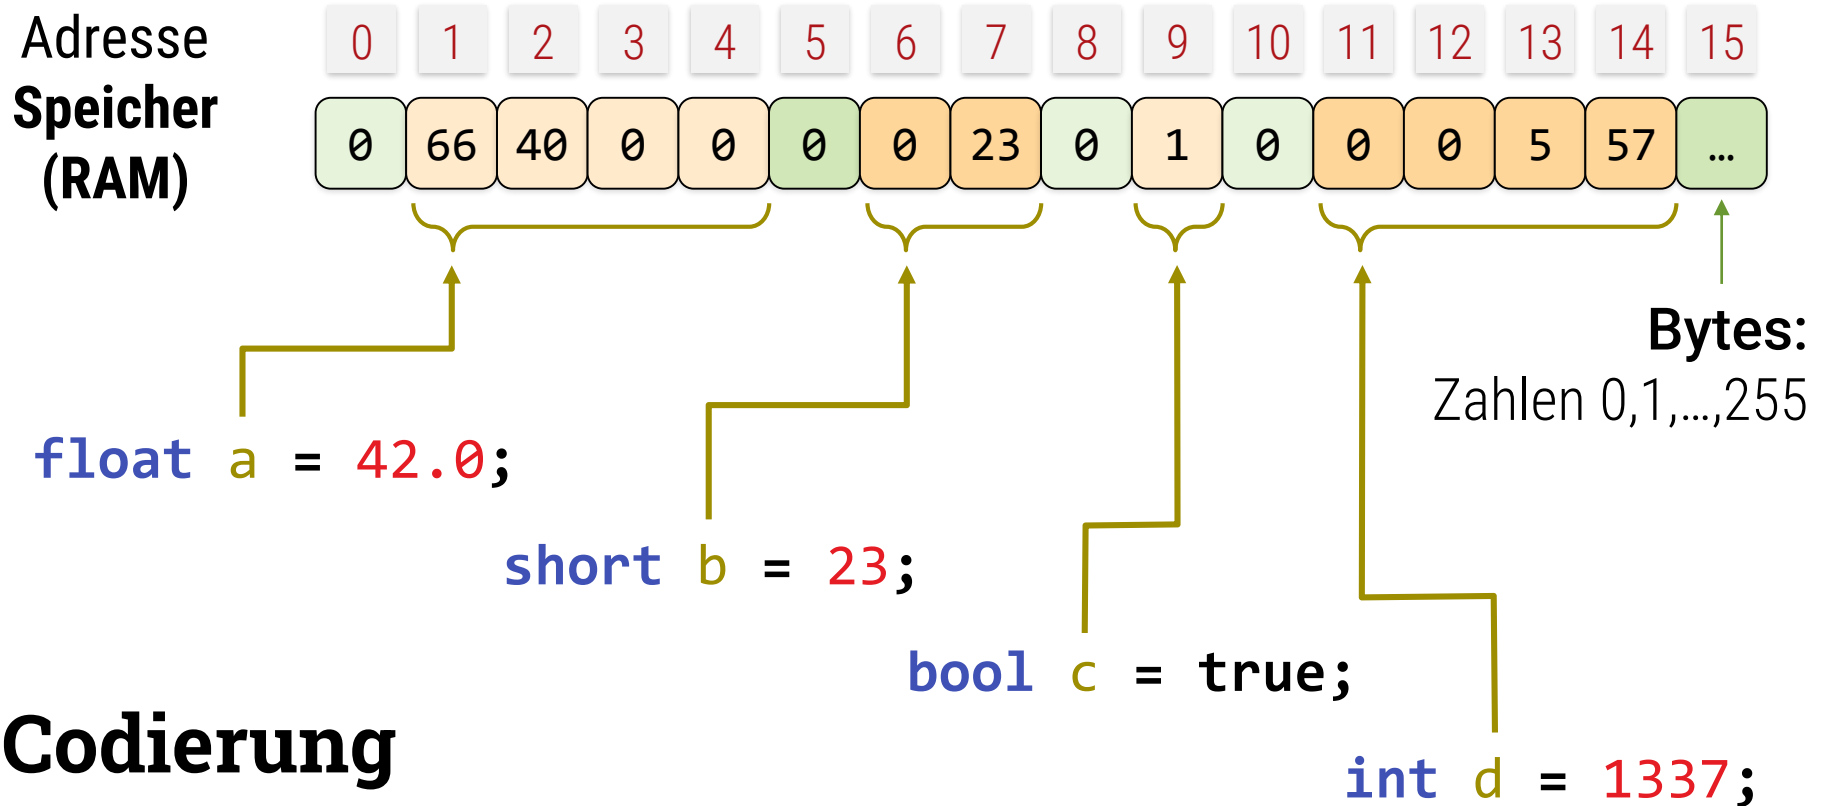 Adresse 0 1 2 3 4 5 6 7 8 9 10 11 12 13 14 15
Speicher
(RAM)
0 66 40 0 0 0 0 23 0 1 0 0 0 5 57 …
Bytes:
Zahlen 0,1,…,255
float a = 42.0;
short b = 23;
bool c = true;
Codierung
int d = 1337;